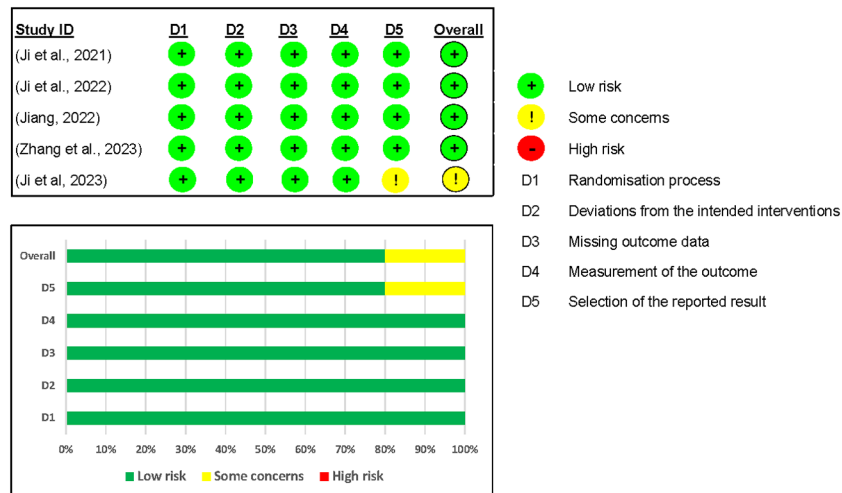 Study ID D1 D2 D3 D4 D5 Overall
(Ji et al., 2021) + + + + + +
(Ji et al., 2022) + + + + + +
(Jiang, 2022) + + + + + +
(Zhang et al., 2023) + + + + + +
(Ji et al, 2023) + + + + ! !
+ Low risk
! Some concerns
- High risk
D1 Randomisation process
D2 Deviations from the intended interventions
D3 Missing outcome data
D4 Measurement of the outcome
D5 Selection of the reported result
Overall
D5
D4
D3
D2
D1
0% 10% 20% 30% 40% 50% 60% 70% 80% 90% 100%
Low risk Some concerns High risk